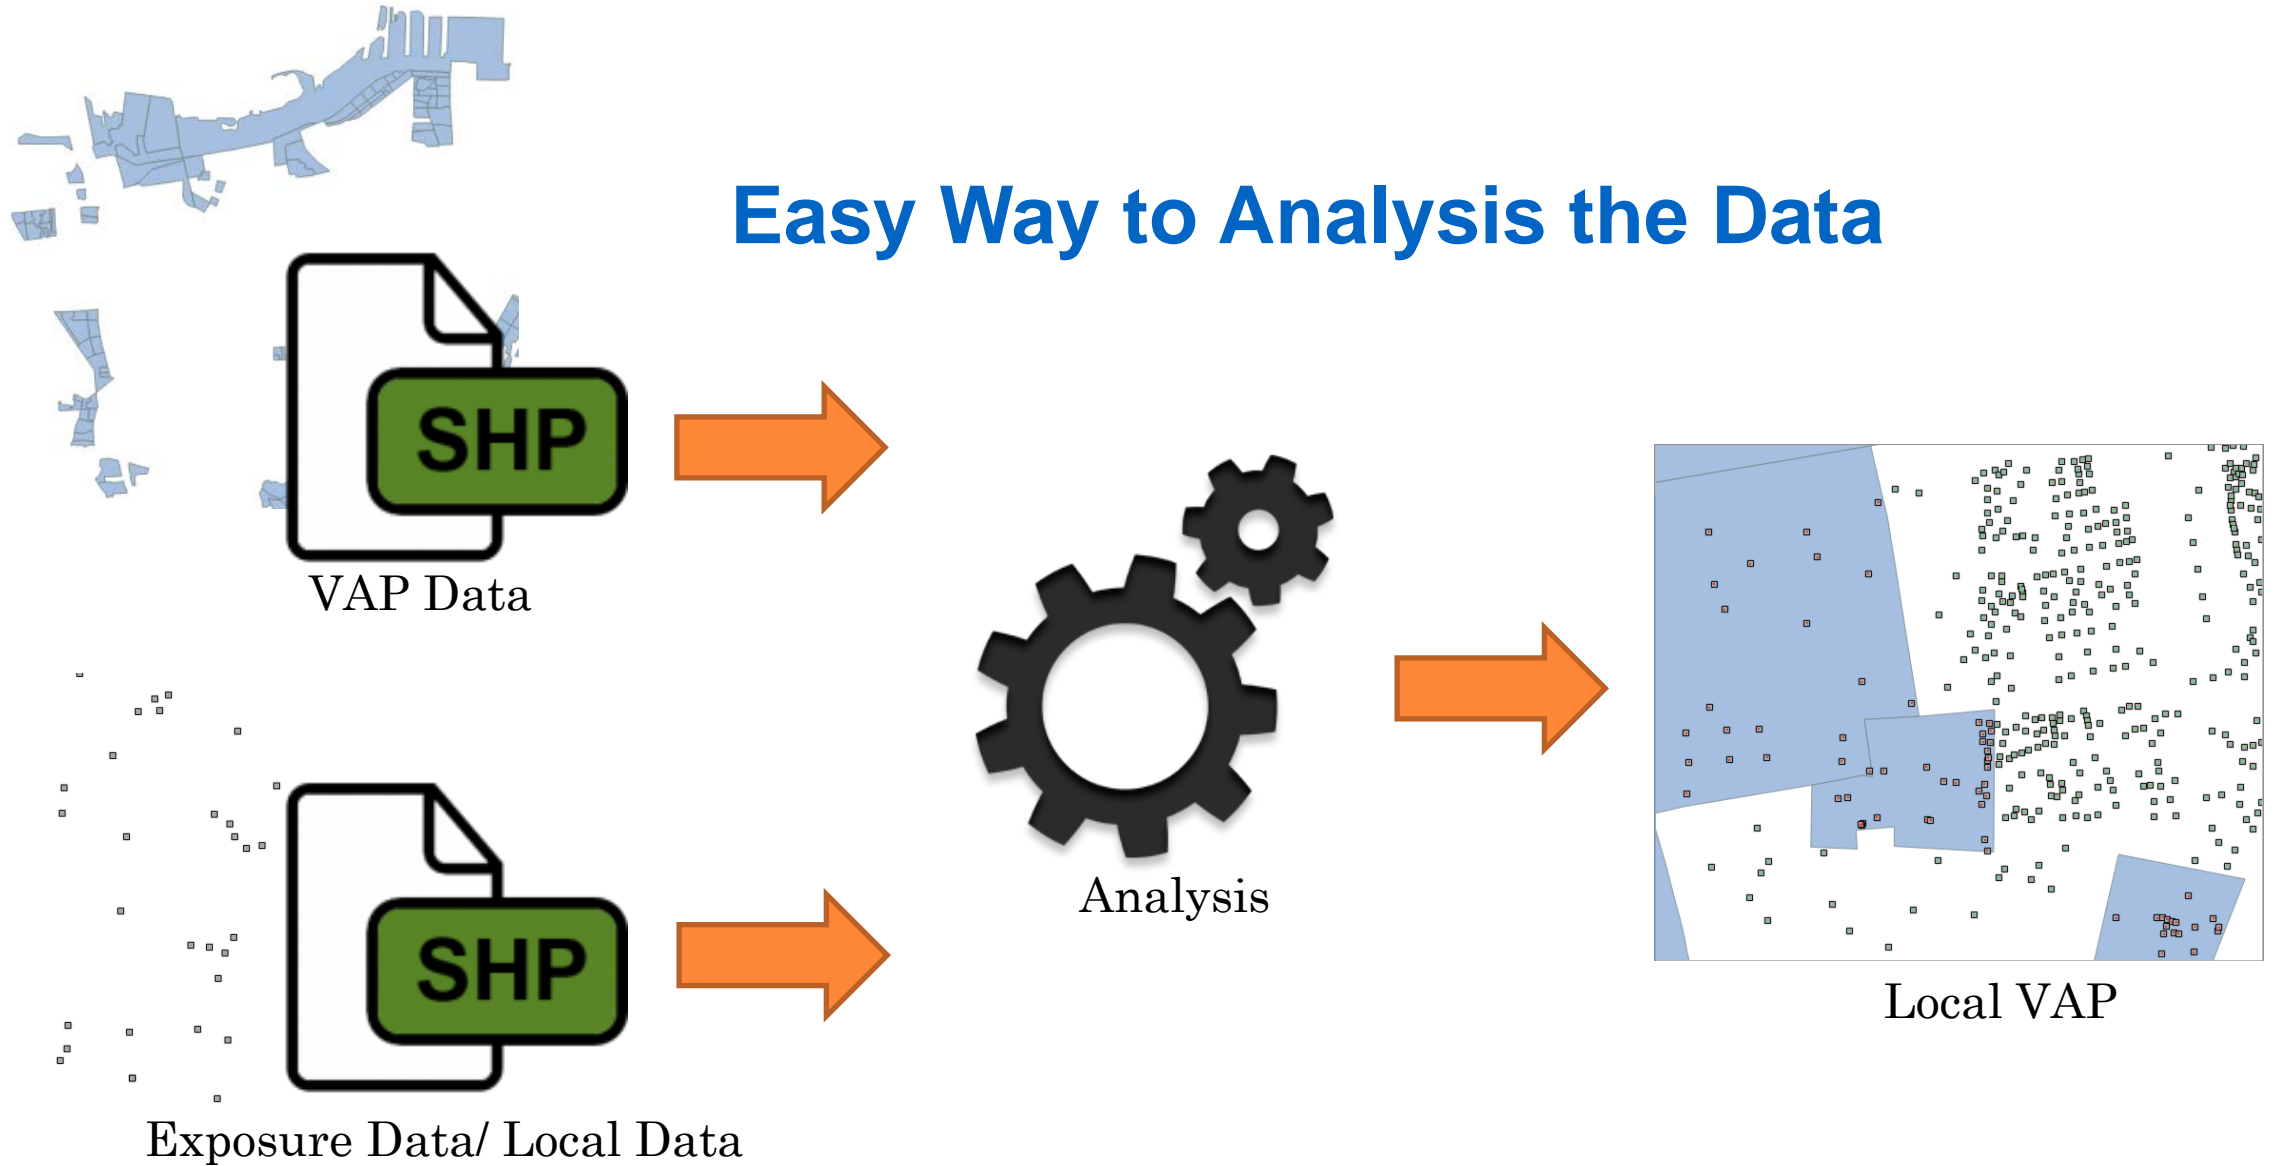 Easy Way to Analysis the Data
SHP
VAP Data
SHP
Exposure Data/ Local Data
Analysis
Local VAP